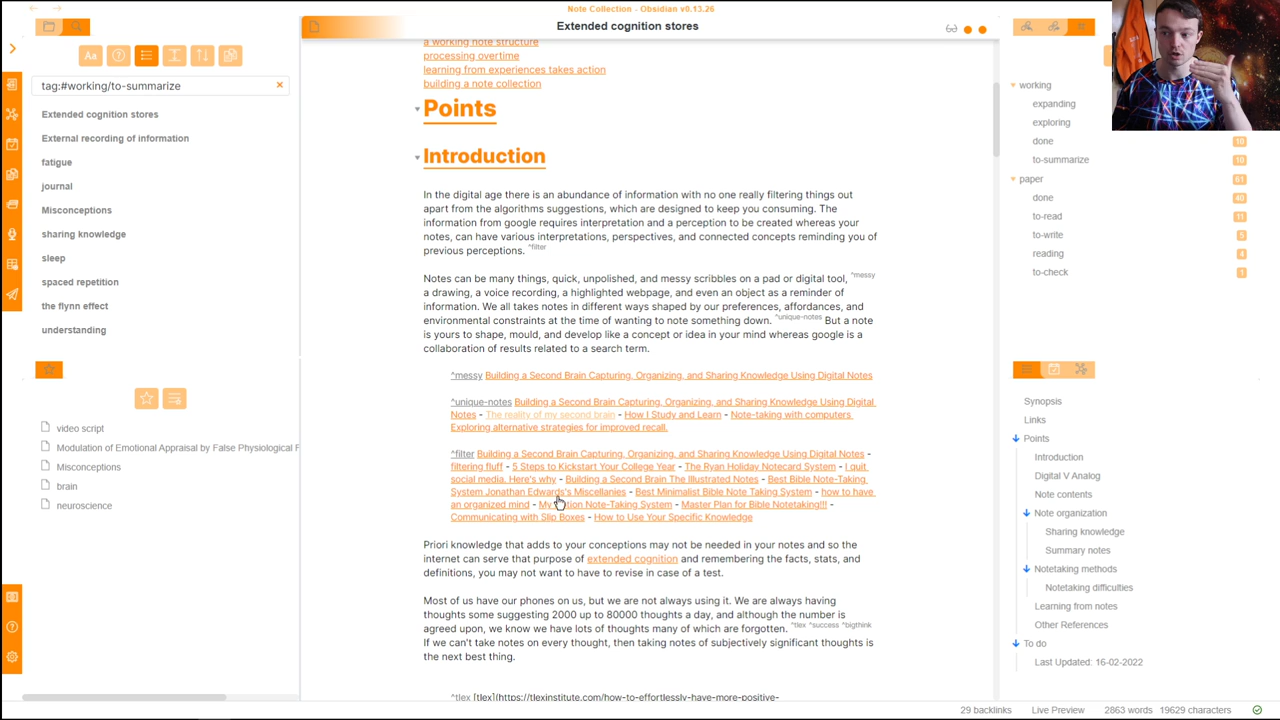 Note Collection - Obsidian v0.13.26
Extended cognition stores
Aa
tag:#working/to-summarize
Extended cognition stores
External recording of information
fatigue
journal
Misconceptions
sharing knowledge
sleep
spaced repetition
the flynn effect
understanding
video script
Modulation of Emotional Appraisal by False Physiological F
Misconceptions
brain
neuroscience
a working note structure
processing overtime
learning from experiences takes action
building a note collection
Points
Introduction
In the digital age there is an abundance of information with no one really filtering things out
apart from the algorithms suggestions, which are designed to keep you consuming. The
information from google requires interpretation and a perception to be created whereas your
notes, can have various interpretations, perspectives, and connected concepts reminding you of
previous perceptions. ^filter
Notes can be many things, quick, unpolished, and messy scribbles on a pad or digital tool, ^messy
a drawing, a voice recording, a highlighted webpage, and even an object as a reminder of
information. We all takes notes in different ways shaped by our preferences, affordances, and
environmental constraints at the time of wanting to note something down. ^unique-notes But a note
is yours to shape, mould, and develop like a concept or idea in your mind whereas google is a
collaboration of results related to a search term.
^messy Building a Second Brain Capturing, Organizing, and Sharing Knowledge Using Digital Notes
^unique-notes Building a Second Brain Capturing, Organizing, and Sharing Knowledge Using Digital
Notes - The reality of my second brain - How I Study and Learn - Note-taking with computers
Exploring alternative strategies for improved recall.
^filter Building a Second Brain Capturing, Organizing, and Sharing Knowledge Using Digital Notes -
filtering fluff - 5 Steps to Kickstart Your College Year - The Ryan Holiday Notecard System - I quit
social media. Here's why - Building a Second Brain The Illustrated Notes - Best Bible Note-Taking
System Jonathan Edwards's Miscellanies - Best Minimalist Bible Note Taking System - how to have
an organized mind - My Notion Note-Taking System - Master Plan for Bible Notetaking!!! -
Communicating with Slip Boxes - How to Use Your Specific Knowledge
Priori knowledge that adds to your conceptions may not be needed in your notes and so the
internet can serve that purpose of extended cognition and remembering the facts, stats, and
definitions, you may not want to have to revise in case of a test.
Most of us have our phones on us, but we are not always using it. We are always having
thoughts some suggesting 2000 up to 80000 thoughts a day, and although the number is
agreed upon, we know we have lots of thoughts many of which are forgotten. ^tlex ^success ^bigthink
If we can't take notes on every thought, then taking notes of subjectively significant thoughts is
the next best thing.
^tlex [tlex](https://tlexinstitute.com/how-to-effortlessly-have-more-positive-
working
expanding
exploring
done 10
to-summarize 10
paper 61
done 40
to-read 11
to-write 5
reading 4
to-check 1
Synopsis
Links
Points
Introduction
Digital V Analog
Note contents
Note organization
Sharing knowledge
Summary notes
Notetaking methods
Notetaking difficulties
Learning from notes
Other References
To do
Last Updated: 16-02-2022
29 backlinks Live Preview 2863 words 19629 characters